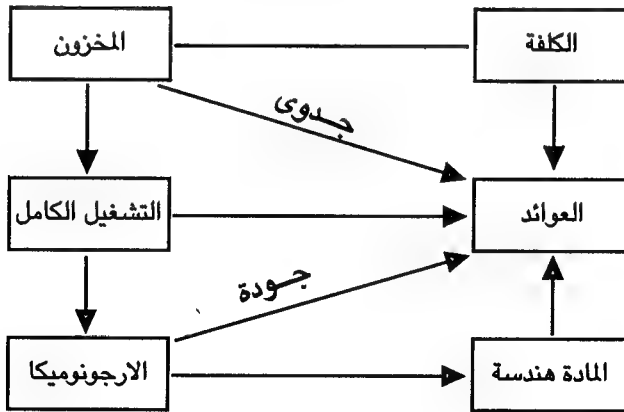 المخزون
الكلفة
جدوى
التشغيل الكامل
العوائد
جودة
الارجونوميكا
المادة هندسة